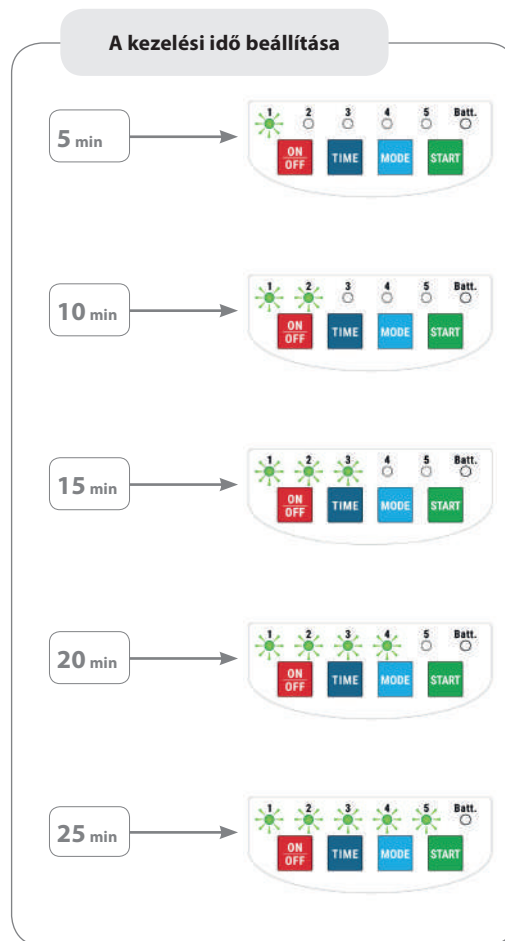 A kezelési idő beállítása
1 2 3 4 5 Batt.
5 min
ON OFF TIME MODE START
1 2 3 4 5 Batt.
10 min
ON OFF TIME MODE START
1 2 3 4 5 Batt.
15 min
ON OFF TIME MODE START
1 2 3 4 5 Batt.
20 min
ON OFF TIME MODE START
1 2 3 4 5 Batt.
25 min
ON OFF TIME MODE START